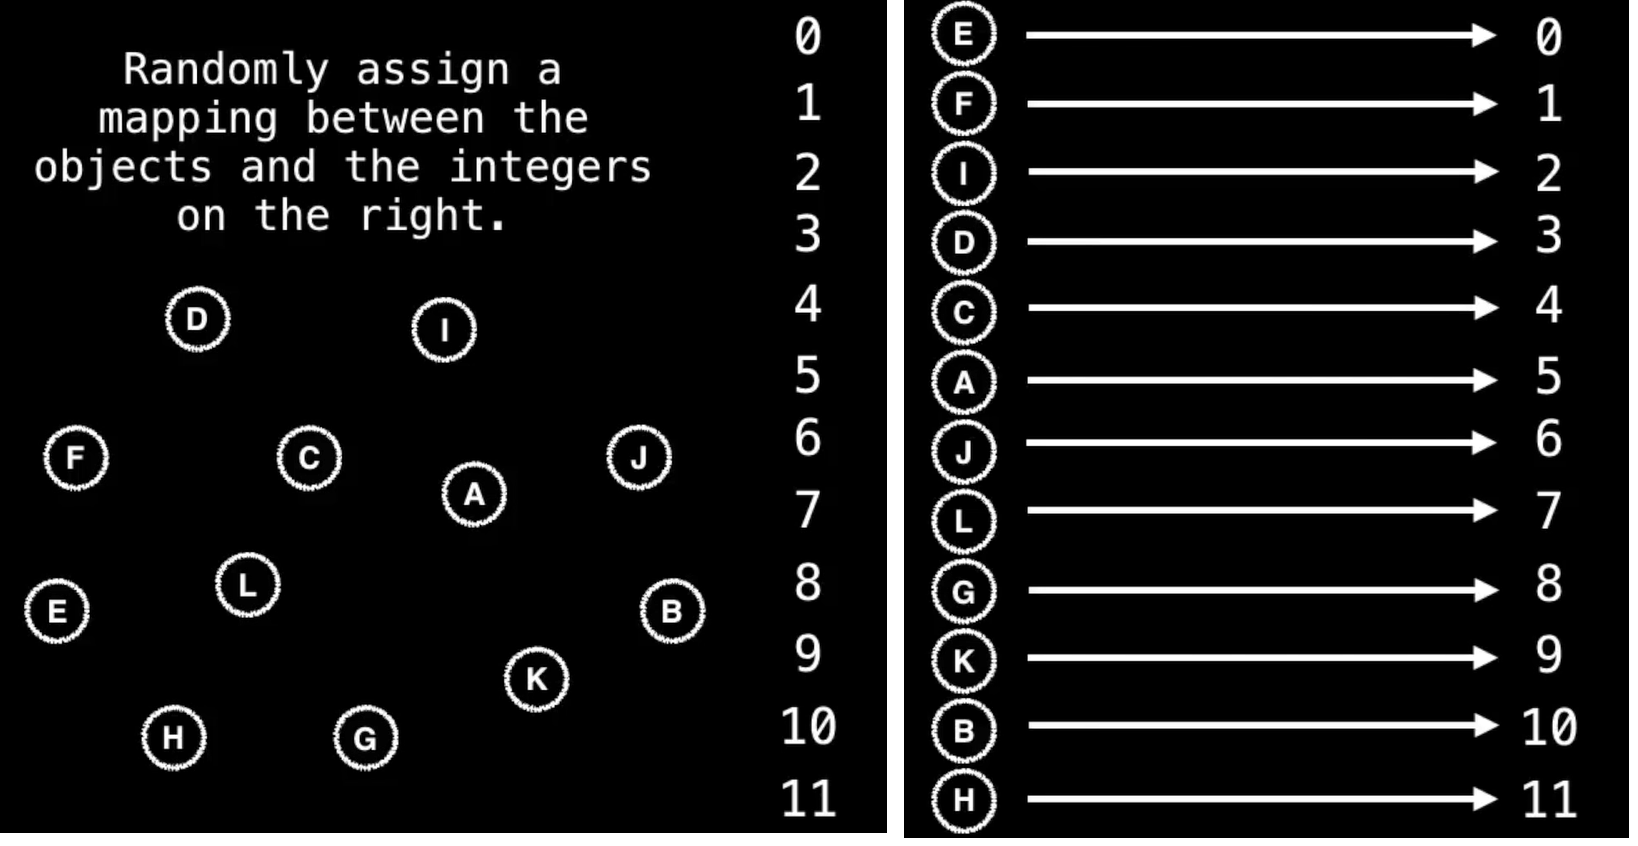 Randomly assign a
mapping between the
objects and the integers
on the right.
D
I
F
C
A
J
E
L
B
K
H
G
0
1
2
3
4
5
6
7
8
9
10
11
E 0
F 1
I 2
D 3
C 4
A 5
J 6
L 7
G 8
K 9
B 10
H 11